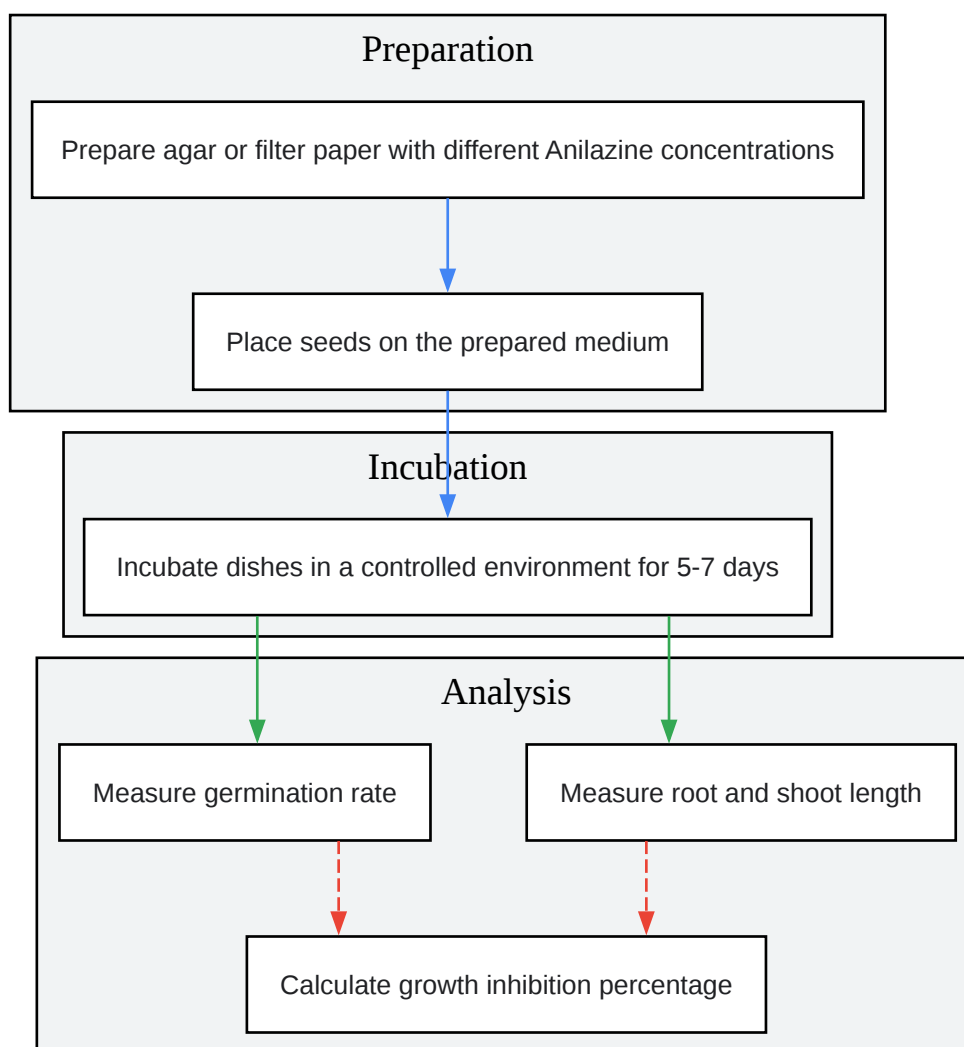 Preparation
Prepare agar or filter paper with different Anilazine concentrations
Place seeds on the prepared medium
Incubation
Incubate dishes in a controlled environment for 5-7 days
Analysis
Measure germination rate
Measure root and shoot length
Calculate growth inhibition percentage